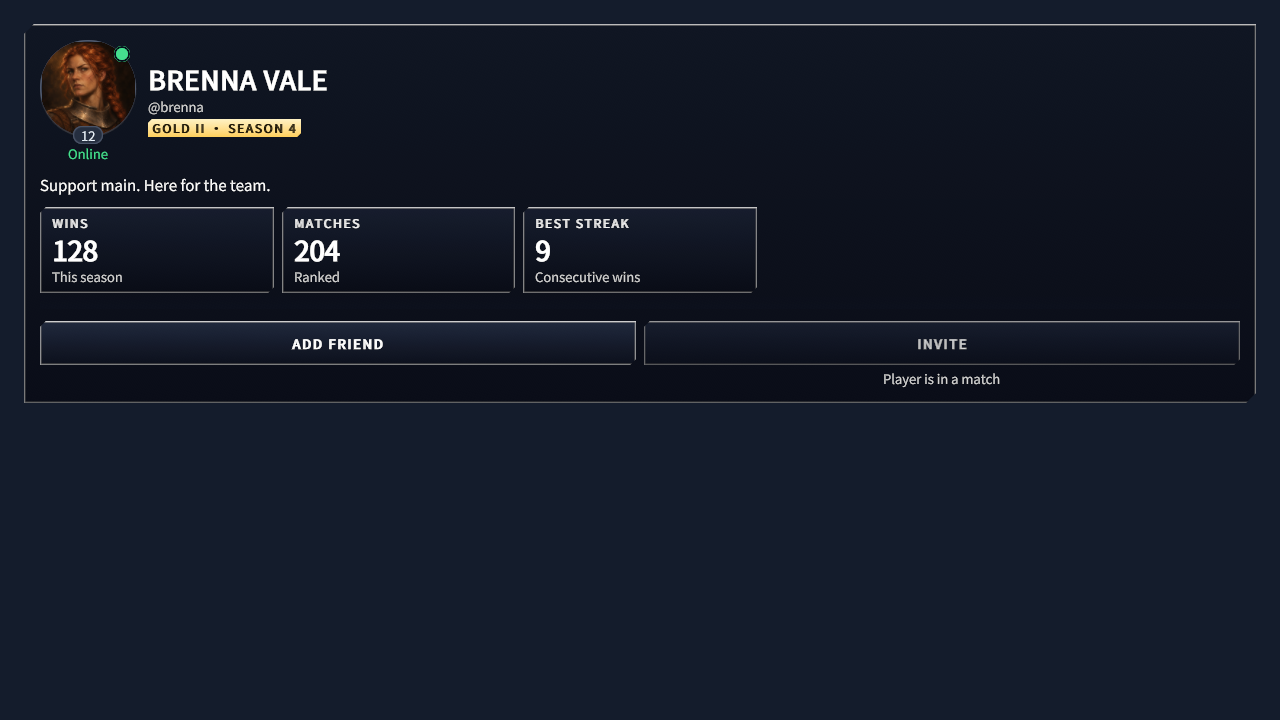 BRENNA VALE
@brenna
GOLD II • SEASON 4
12
Online
Support main. Here for the team.
WINS
128
This season
MATCHES
204
Ranked
BEST STREAK
9
Consecutive wins
ADD FRIEND
INVITE
Player is in a match